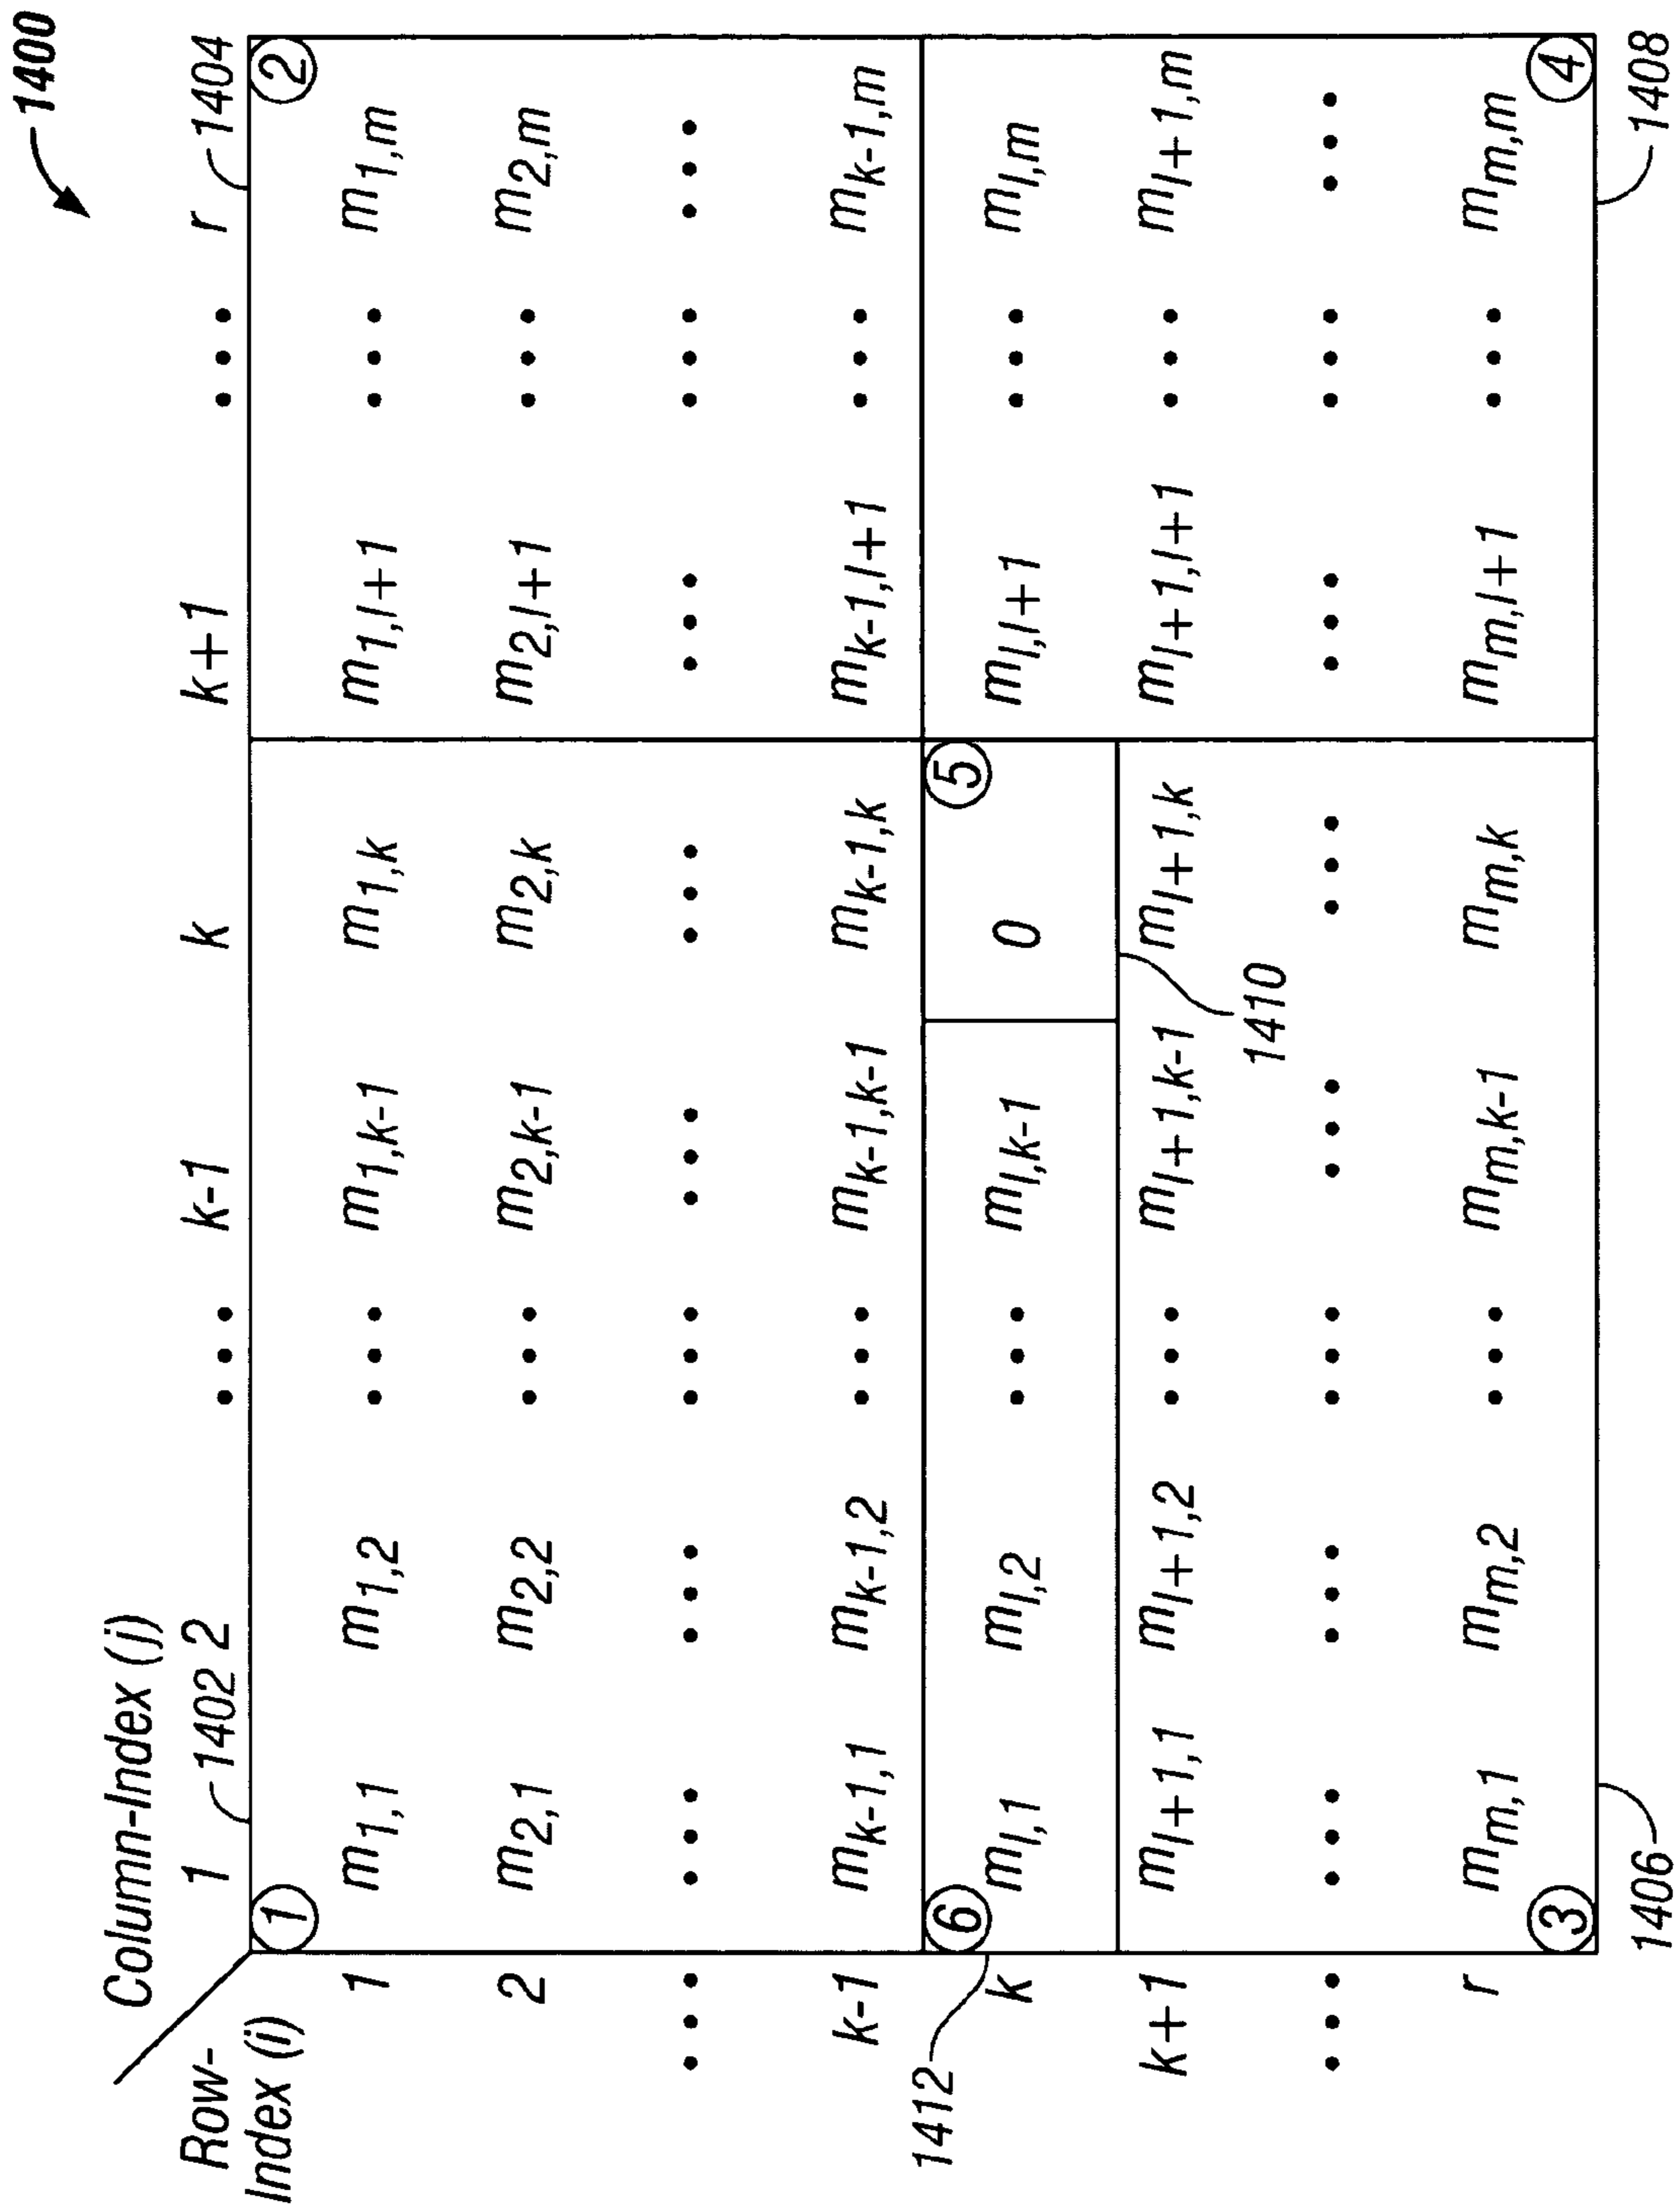 1400
Column-Index (j)
Row-
Index (i)
1 1402 2 ... k-1 k k+1 ... r 1404
① ②
1 m1,1 m1,2 ... m1,k-1 m1,k m1,l+1 ... m1,m
2 m2,1 m2,2 ... m2,k-1 m2,k m2,l+1 ... m2,m
... ... ... ... ... ... ... ... ...
k-1 mk-1,1 mk-1,2 ... mk-1,k-1 mk-1,k mk-1,l+1 ... mk-1,m
⑥ ⑤
k ml,1 ml,2 ... ml,k-1 0 ml,l+1 ... ml,m
1412
k+1 ml+1,1 ml+1,2 ... ml+1,k-1 ml+1,k ml+1,l+1 ... ml+1,m
1410
... ... ... ... ... ... ... ... ...
r mm,1 mm,2 ... mm,k-1 mm,k mm,l+1 ... mm,m
③ ④
1406 1408